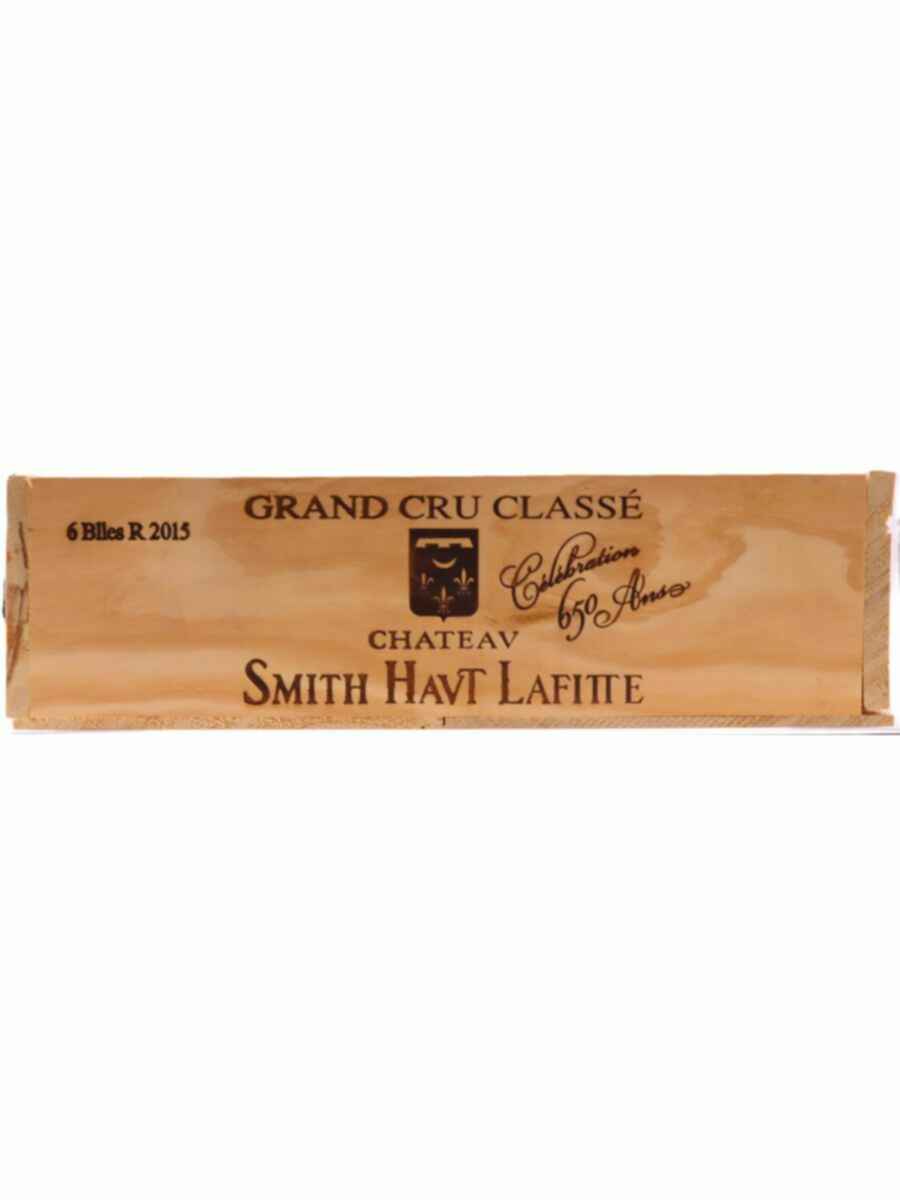 GRAND CRU CLASSÉ
6 Blles R 2015
Célébration
650 Ans
CHATEAV
SMITH HAVT LAFITTE